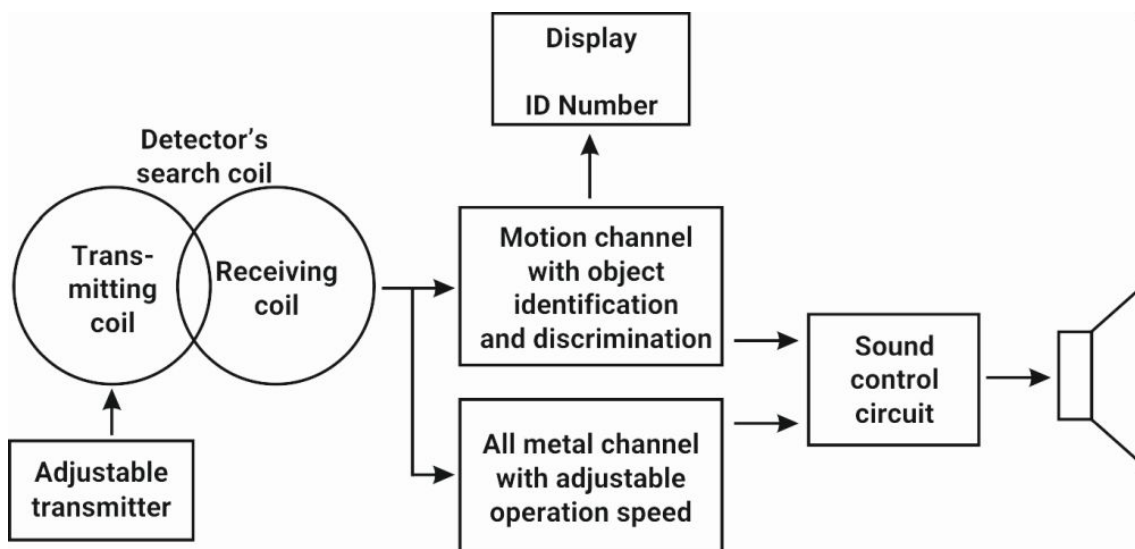 Display
ID Number
Detector's
search coil
Trans-
mitting
coil
Receiving
coil
Motion channel
with object
identification
and discrimination
Sound
control
circuit
Adjustable
transmitter
All metal channel
with adjustable
operation speed